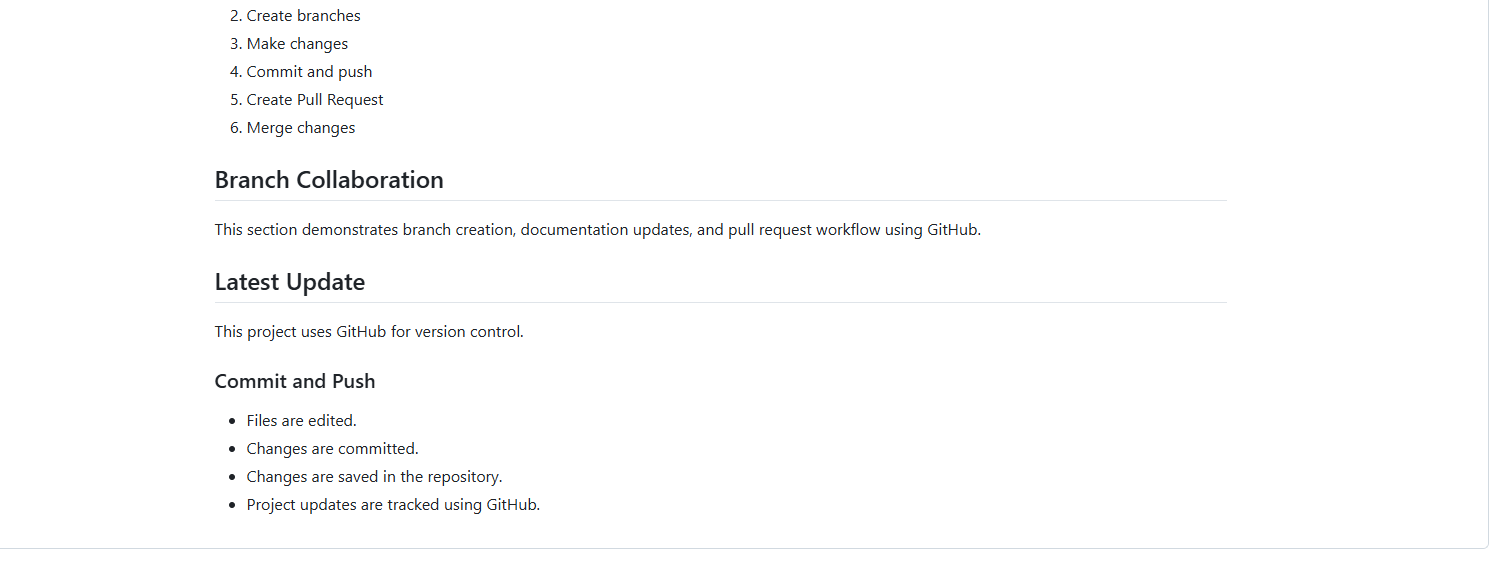 2. Create branches
3. Make changes
4. Commit and push
5. Create Pull Request
6. Merge changes
Branch Collaboration
This section demonstrates branch creation, documentation updates, and pull request workflow using GitHub.
Latest Update
This project uses GitHub for version control.
Commit and Push
• Files are edited.
• Changes are committed.
• Changes are saved in the repository.
• Project updates are tracked using GitHub.